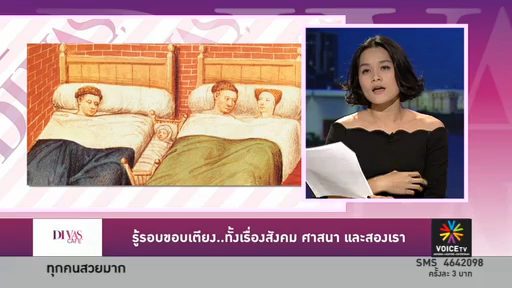 DIVAS
CAFE
รู้รอบขอบเตียง..ทั้งเรื่องสังคม ศาสนา และสองเรา
VOICE TV
SMS 4642098
ทุกคนสวยมาก
ครั้งละ 3 บาท